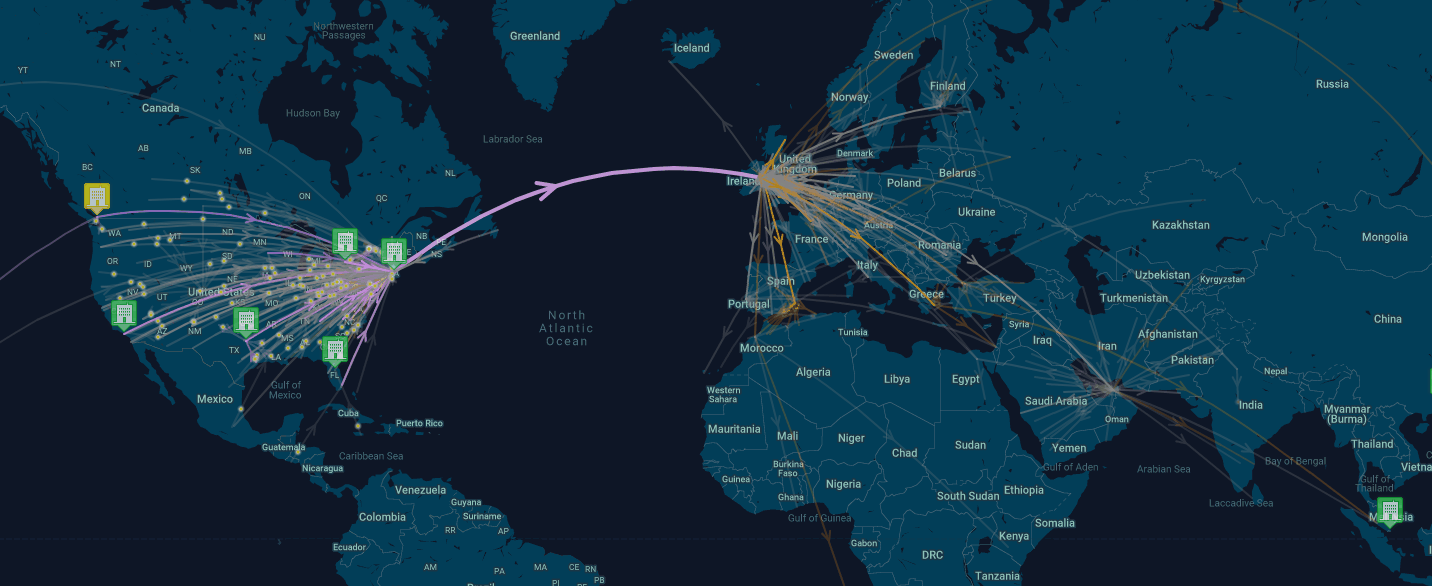 Greenland
Iceland
Sweden
Finland
Norway
Russia
Northwestern
Passages
NU
NT
YT
Canada
Hudson Bay
Labrador Sea
BC
AB
SK
MB
ON
QC
NL
NB
PE
NS
United
Kingdom
Ireland
Denmark
Belarus
Poland
Germany
Ukraine
Austria
France
Romania
Italy
Spain
Portugal
Greece
Turkey
Kazakhstan
Mongolia
Uzbekistan
Kyrgyzstan
Turkmenistan
China
WA
MT
ND
MN
OR
ID
WY
SD
WI
MI
NE
NV
UT
CO
KS
MO
United States
AZ
NM
AR
MS
TX
LA
FL
North
Atlantic
Ocean
Morocco
Tunisia
Syria
Iraq
Iran
Afghanistan
Pakistan
Nepal
India
Algeria
Libya
Egypt
Saudi Arabia
Oman
Yemen
Gulf of Aden
Arabian Sea
Bay of Bengal
Laccadive Sea
Myanmar
(Burma)
Thailand
Gulf of
Thailand
Mexico
Gulf of
Mexico
Cuba
Puerto Rico
Guatemala
Caribbean Sea
Nicaragua
Western
Sahara
Mauritania
Mali
Niger
Chad
Sudan
Burkina
Faso
Guinea
Ghana
Nigeria
South Sudan
Ethiopia
Somalia
Gulf of Guinea
Gabon
DRC
Kenya
Tanzania
Venezuela
Guyana
Suriname
Colombia
RR
AP
Ecuador
AM
PA
MA
CE
RN
PB
PI